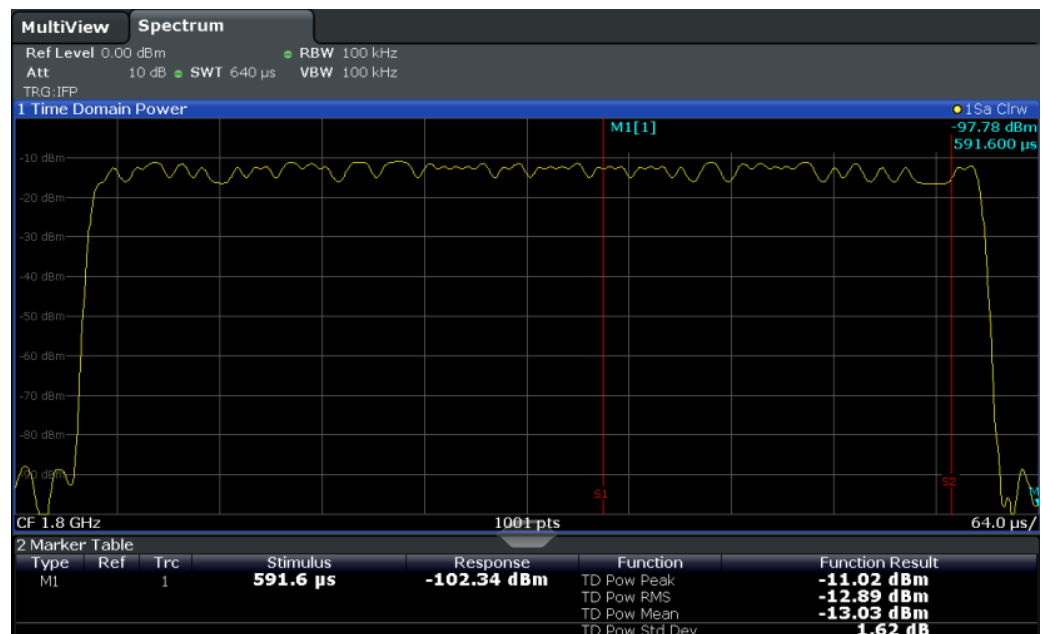 MultiView Spectrum
Ref Level 0.00 dBm RBW 100 kHz
Att 10 dB SWT 640 µs VBW 100 kHz
TRG:IFP
1 Time Domain Power 1Sa Clrw
M1[1] -97.78 dBm
591.600 µs
-10 dBm
-20 dBm
-30 dBm
-40 dBm
-50 dBm
-60 dBm
-70 dBm
-80 dBm
-90 dBm
S1
S2
CF 1.8 GHz 1001 pts 64.0 µs/
2 Marker Table
Type Ref Trc Stimulus Response Function Function Result
M1 1 591.6 µs -102.34 dBm TD Pow Peak -11.02 dBm
TD Pow RMS -12.89 dBm
TD Pow Mean -13.03 dBm
TD Pow Std Dev 1.62 dB